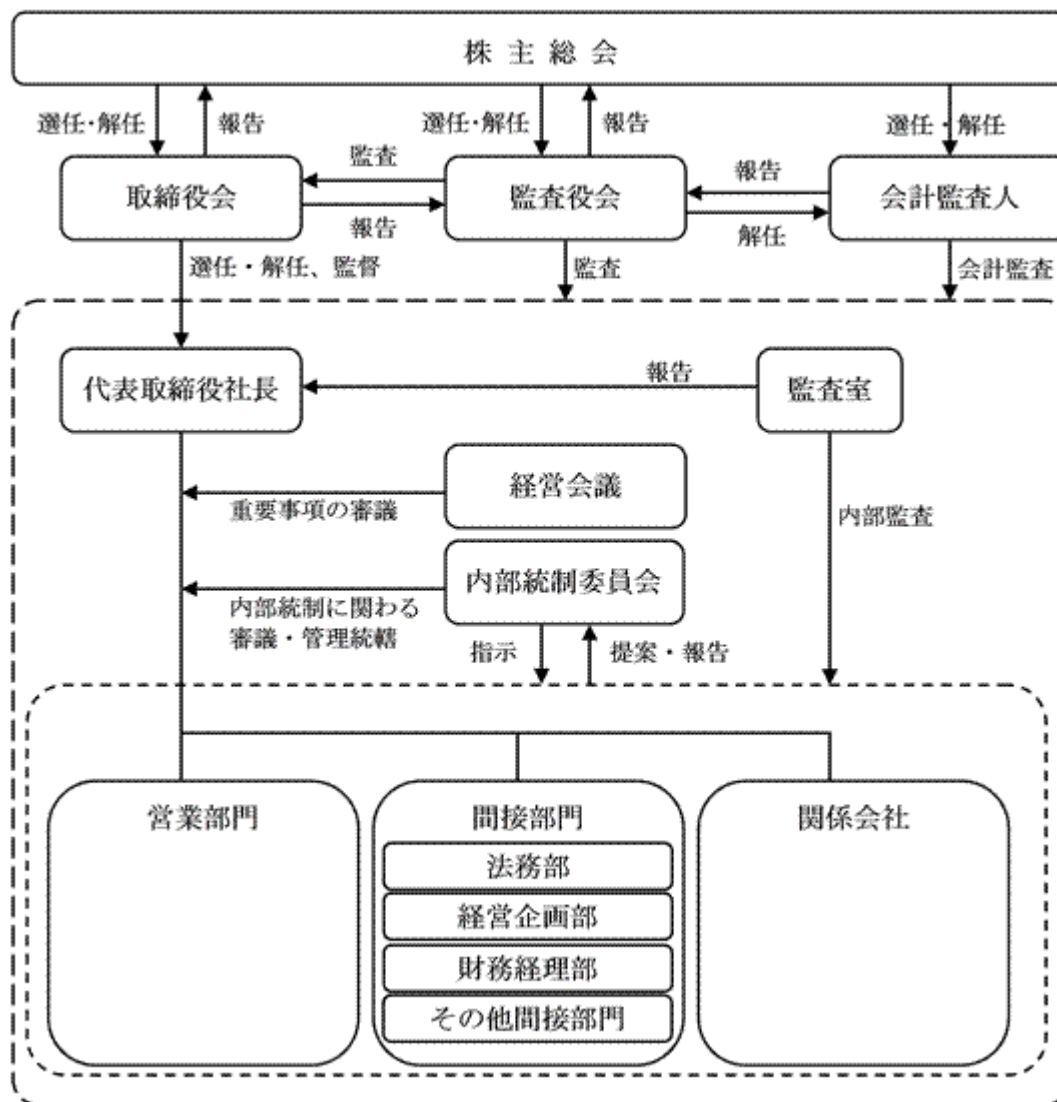 株主総会
選任・解任
報告
選任・解任
報告
選任・解任
取締役会
監査
報告
監査役会
報告
解任
会計監査人
選任・解任、監督
監査
会計監査
代表取締役社長
報告
監査室
経営会議
重要事項の審議
内部監査
内部統制委員会
内部統制に関わる
審議・管理統轄
指示
提案・報告
営業部門
間接部門
法務部
経営企画部
財務経理部
その他間接部門
関係会社